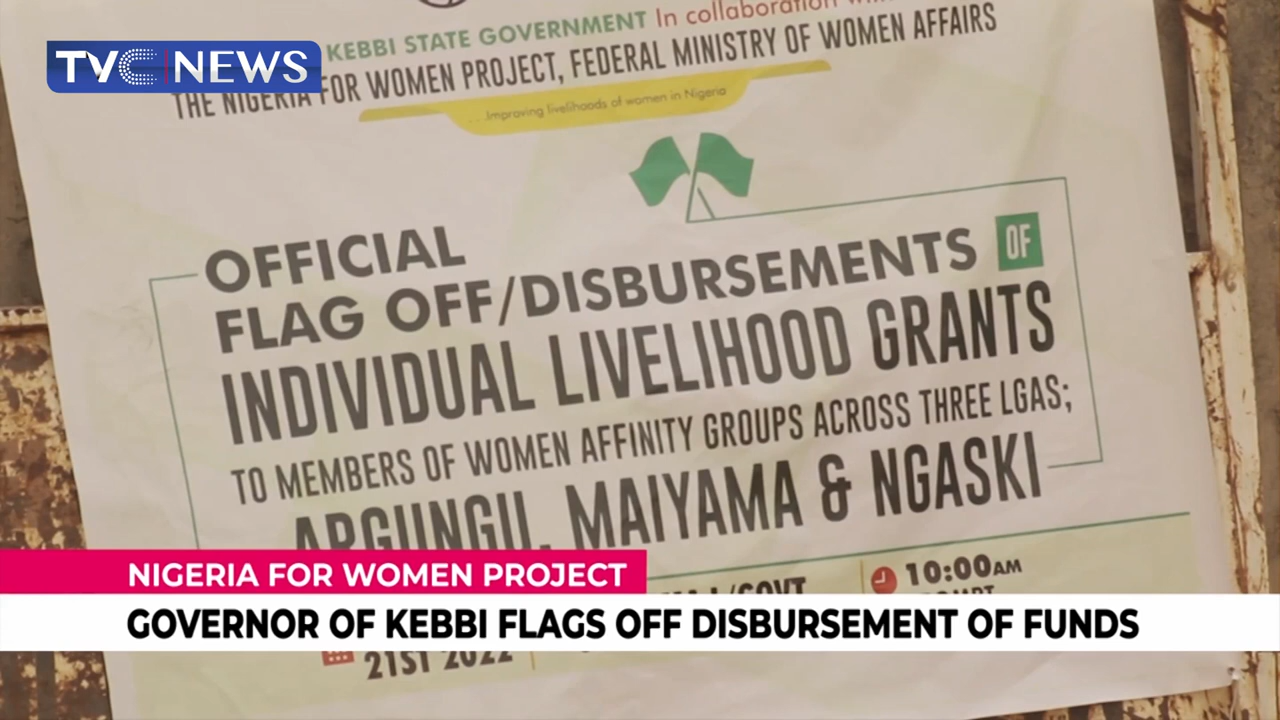 TVC NEWS
KEBBI STATE GOVERNMENT In collaboration
THE NIGERIA FOR WOMEN PROJECT, FEDERAL MINISTRY OF WOMEN AFFAIRS
...Improving livelihoods of women in Nigeria
OFFICIAL
FLAG OFF/DISBURSEMENTS OF
INDIVIDUAL LIVELIHOOD GRANTS
TO MEMBERS OF WOMEN AFFINITY GROUPS ACROSS THREE LGAS;
ARGUNGU, MAIYAMA & NGASKI
10:00AM
21ST 2022
NIGERIA FOR WOMEN PROJECT
GOVERNOR OF KEBBI FLAGS OFF DISBURSEMENT OF FUNDS